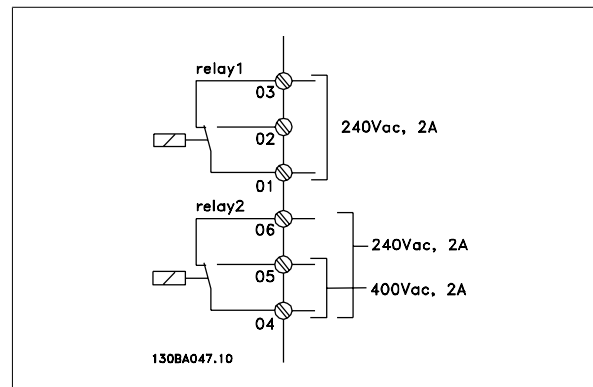 relay1
03
02
240Vac, 2A
01
relay2
06
240Vac, 2A
05
400Vac, 2A
04
130BA047.10